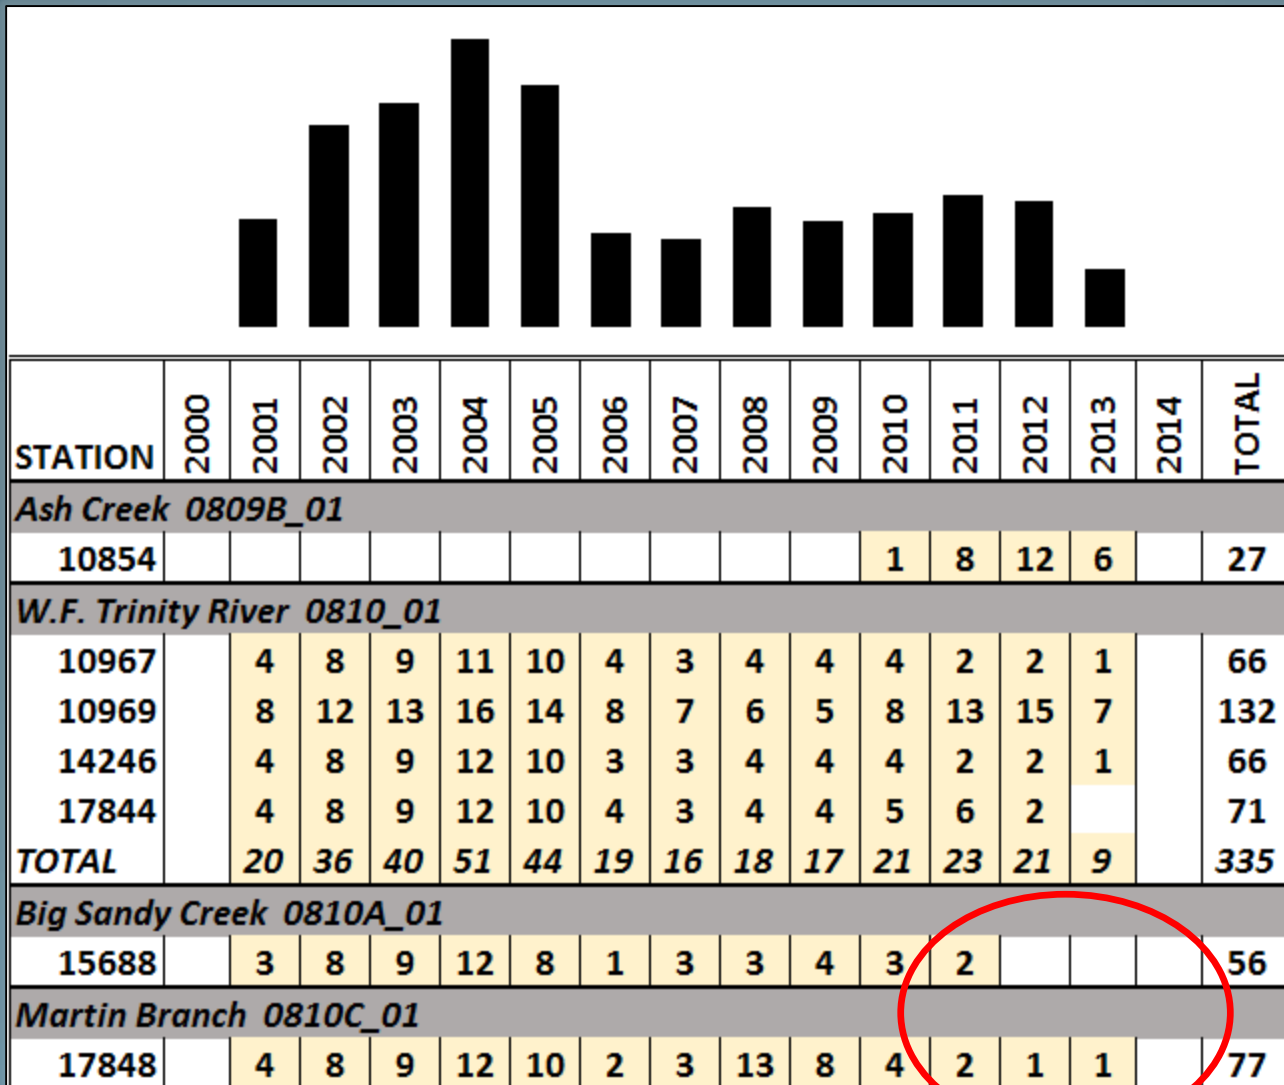 STATION 2000 2001 2002 2003 2004 2005 2006 2007 2008 2009 2010 2011 2012 2013 2014 TOTAL
Ash Creek 0809B_01
10854 1 8 12 6 27
W.F. Trinity River 0810_01
10967 4 8 9 11 10 4 3 4 4 4 2 2 1 66
10969 8 12 13 16 14 8 7 6 5 8 13 15 7 132
14246 4 8 9 12 10 3 3 4 4 4 2 2 1 66
17844 4 8 9 12 10 4 3 4 4 5 6 2 71
TOTAL 20 36 40 51 44 19 16 18 17 21 23 21 9 335
Big Sandy Creek 0810A_01
15688 3 8 9 12 8 1 3 3 4 3 2 56
Martin Branch 0810C_01
17848 4 8 9 12 10 2 3 13 8 4 2 1 1 77